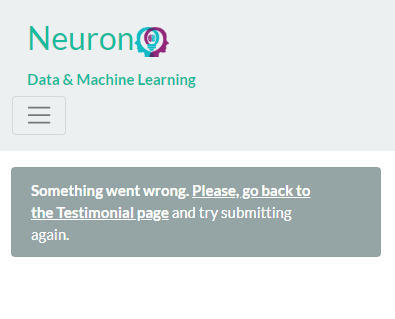 Neuron
Data & Machine Learning
Something went wrong. Please, go back to
the Testimonial page and try submitting
again.